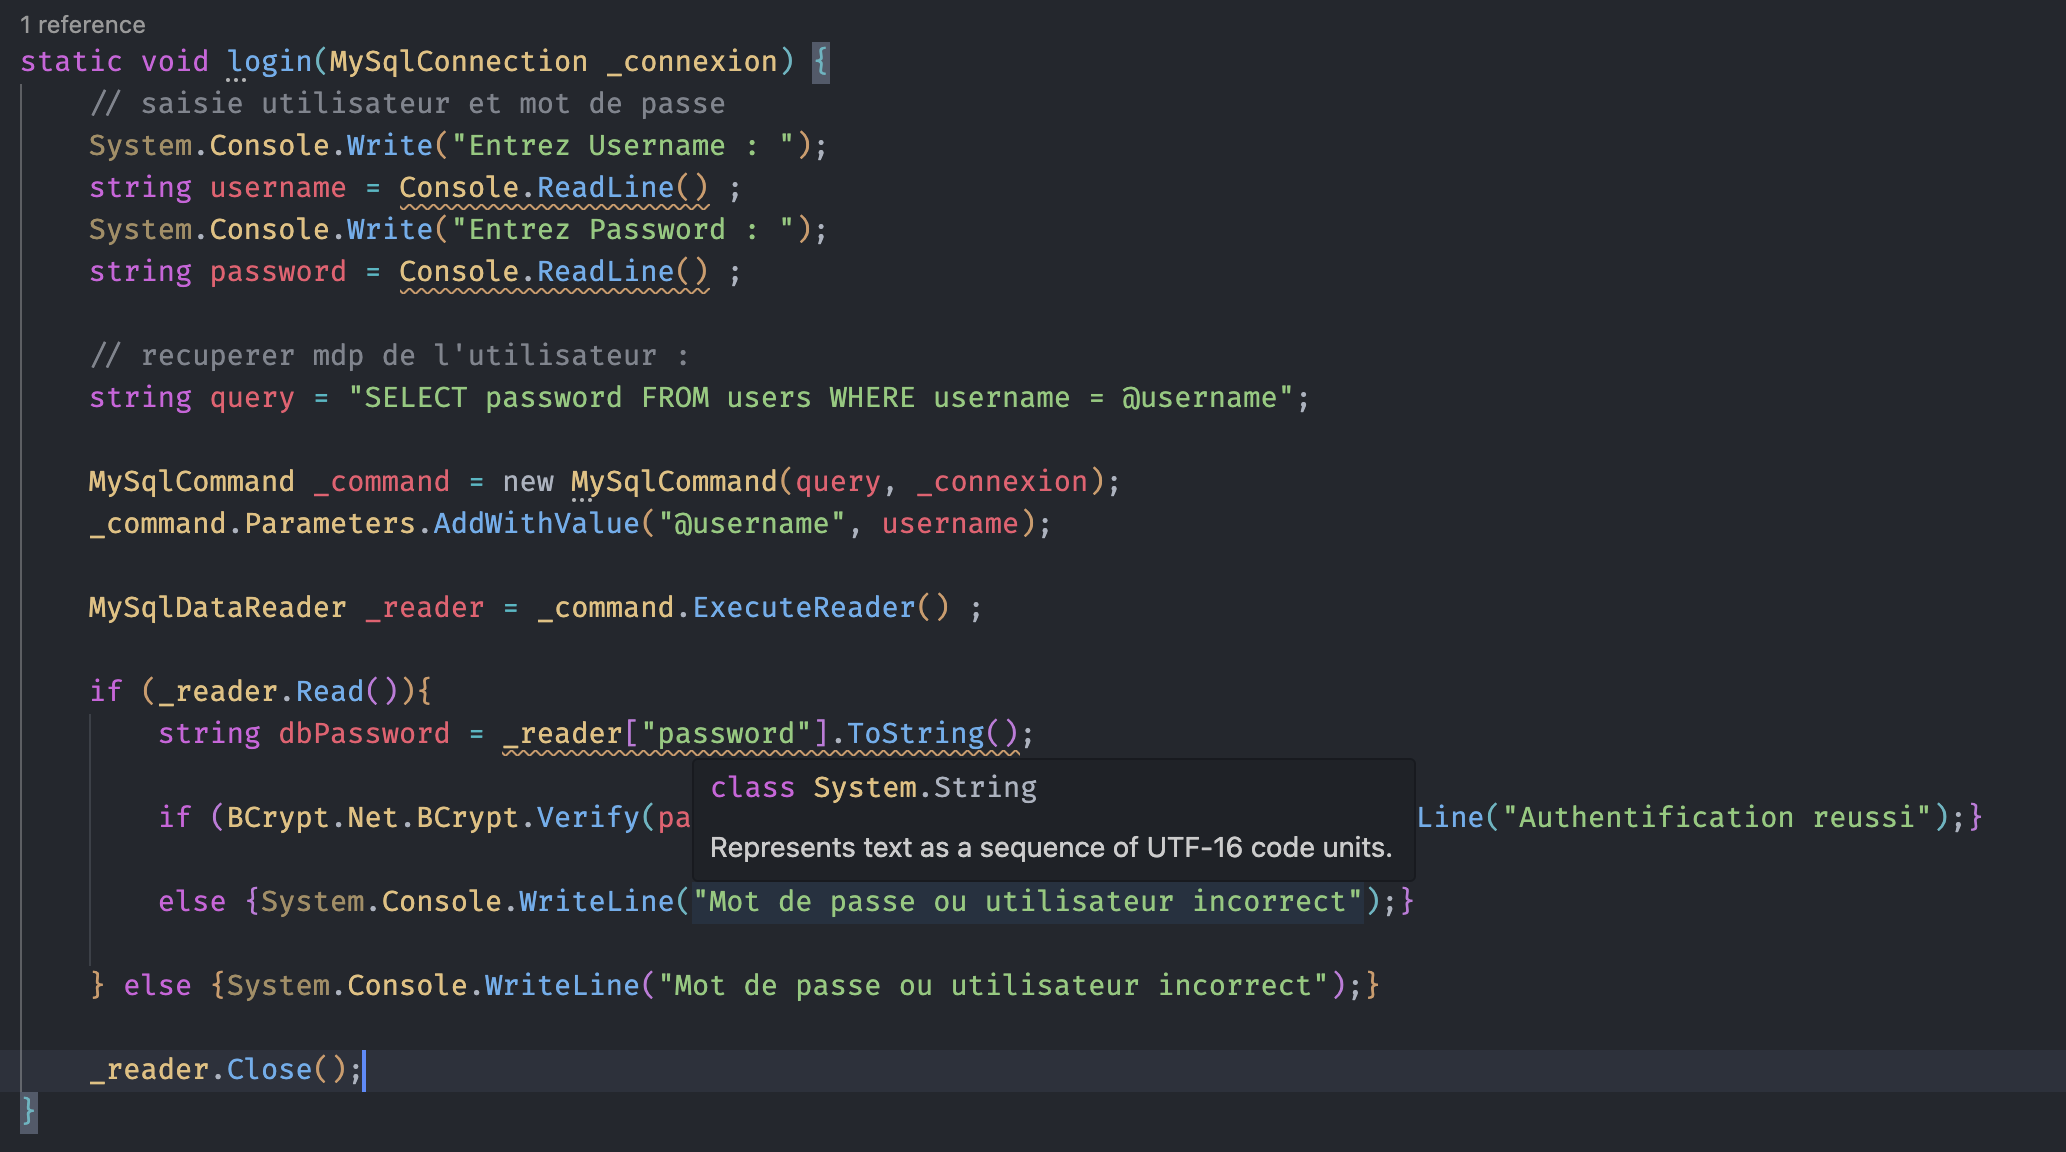 1 reference
static void login(MySqlConnection _connexion) {
// saisie utilisateur et mot de passe
System.Console.Write("Entrez Username : ");
string username = Console.ReadLine() ;
System.Console.Write("Entrez Password : ");
string password = Console.ReadLine() ;
// recuperer mdp de l'utilisateur :
string query = "SELECT password FROM users WHERE username = @username";
MySqlCommand _command = new MySqlCommand(query, _connexion);
_command.Parameters.AddWithValue("@username", username);
MySqlDataReader _reader = _command.ExecuteReader() ;
if (_reader.Read()){
string dbPassword = _reader["password"].ToString();
class System.String
if (BCrypt.Net.BCrypt.Verify(pa Line("Authentification reussi");}
Represents text as a sequence of UTF-16 code units.
else {System.Console.WriteLine("Mot de passe ou utilisateur incorrect");}
} else {System.Console.WriteLine("Mot de passe ou utilisateur incorrect");}
_reader.Close();
}